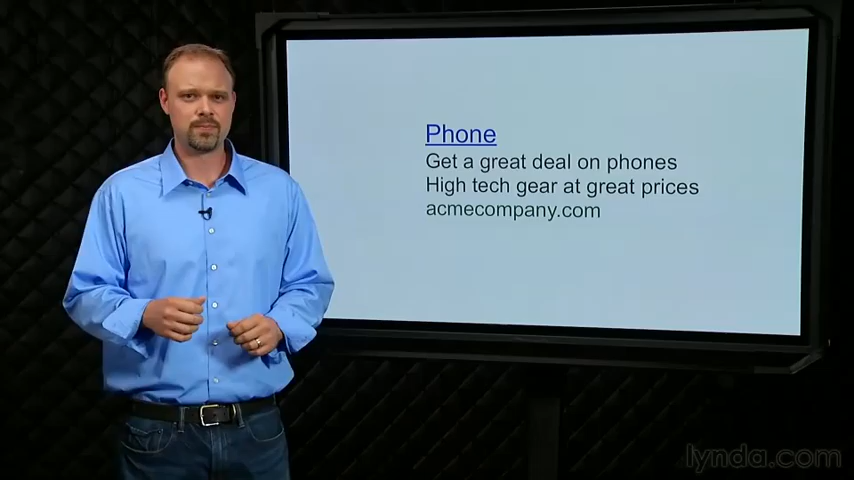 Phone
Get a great deal on phones
High tech gear at great prices
acmecompany.com
lynda.com